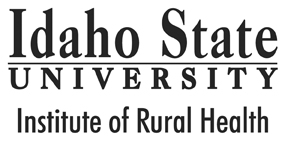 Idaho State
UNIVERSITY
Institute of Rural Health